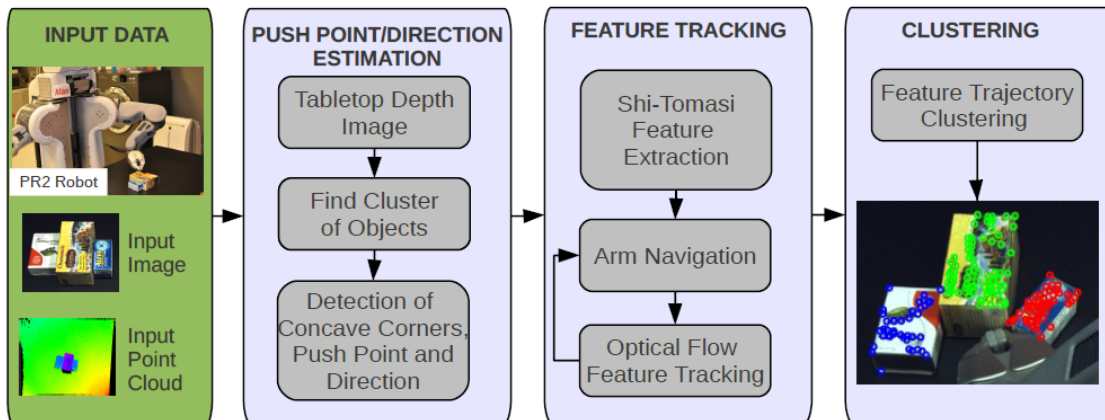 INPUT DATA
Alan
PR2 Robot
Input
Image
Input
Point
Cloud
PUSH POINT/DIRECTION
ESTIMATION
Tabletop Depth
Image
Find Cluster
of Objects
Detection of
Concave Corners,
Push Point and
Direction
FEATURE TRACKING
Shi-Tomasi
Feature
Extraction
Arm Navigation
Optical Flow
Feature Tracking
CLUSTERING
Feature Trajectory
Clustering